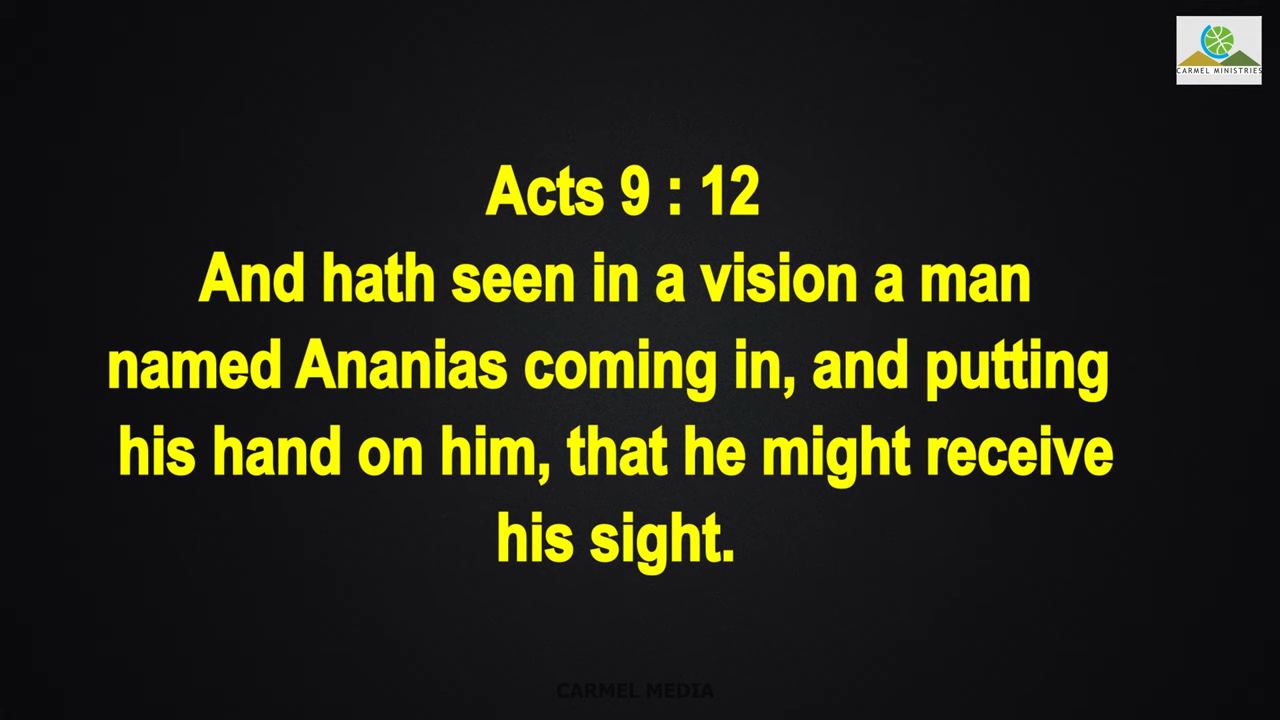 CARMEL MINISTRIES
Acts 9 : 12
And hath seen in a vision a man
named Ananias coming in, and putting
his hand on him, that he might receive
his sight.
CARMEL MEDIA